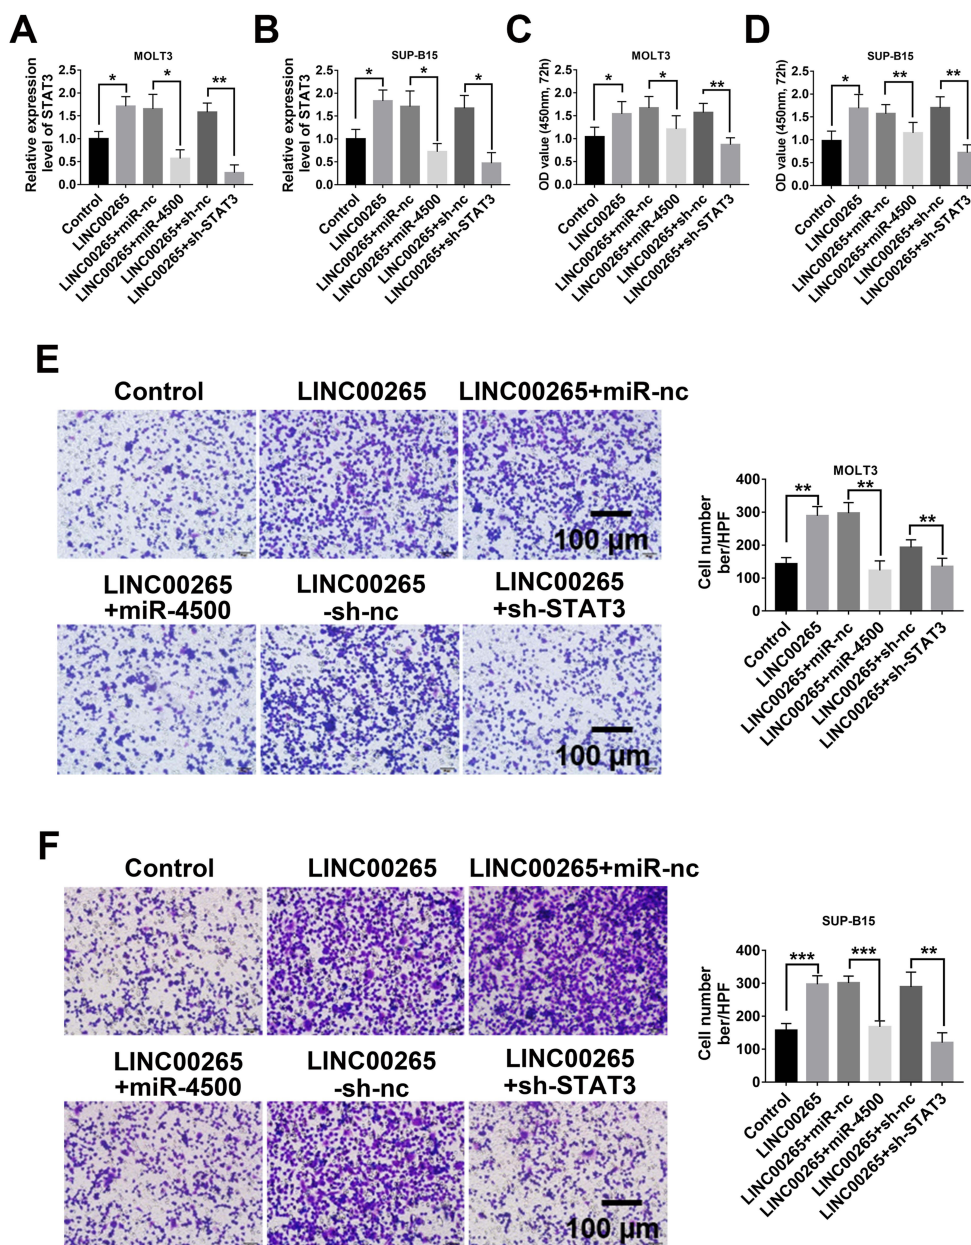 A
MOLT3
Relative expression
level of STAT3
2.5
2.0
1.5
1.0
0.5
0.0
*
*
**
Control
LINC00265
LINC00265+miR-nc
LINC00265+miR-4500
LINC00265+sh-nc
LINC00265+sh-STAT3
B
SUP-B15
Relative expression
level of STAT3
2.5
2.0
1.5
1.0
0.5
0.0
*
*
*
Control
LINC00265
LINC00265+miR-nc
LINC00265+miR-4500
LINC00265+sh-nc
LINC00265+sh-STAT3
C
MOLT3
OD value (450nm, 72h)
2.5
2.0
1.5
1.0
0.5
0.0
*
*
**
Control
LINC00265
LINC00265+miR-nc
LINC00265+miR-4500
LINC00265+sh-nc
LINC00265+sh-STAT3
D
SUP-B15
OD value (450nm, 72h)
2.5
2.0
1.5
1.0
0.5
0.0
*
**
**
Control
LINC00265
LINC00265+miR-nc
LINC00265+miR-4500
LINC00265+sh-nc
LINC00265+sh-STAT3
E
Control
LINC00265
LINC00265+miR-nc
100 μm
LINC00265
+miR-4500
LINC00265
-sh-nc
LINC00265
+sh-STAT3
100 μm
MOLT3
Cell number
ber/HPF
400
300
200
100
0
**
**
**
Control
LINC00265
LINC00265+miR-nc
LINC00265+miR-4500
LINC00265+sh-nc
LINC00265+sh-STAT3
F
Control
LINC00265
LINC00265+miR-nc
LINC00265
+miR-4500
LINC00265
-sh-nc
LINC00265
+sh-STAT3
100 μm
SUP-B15
Cell number
ber/HPF
400
300
200
100
0
***
***
**
Control
LINC00265
LINC00265+miR-nc
LINC00265+miR-4500
LINC00265+sh-nc
LINC00265+sh-STAT3